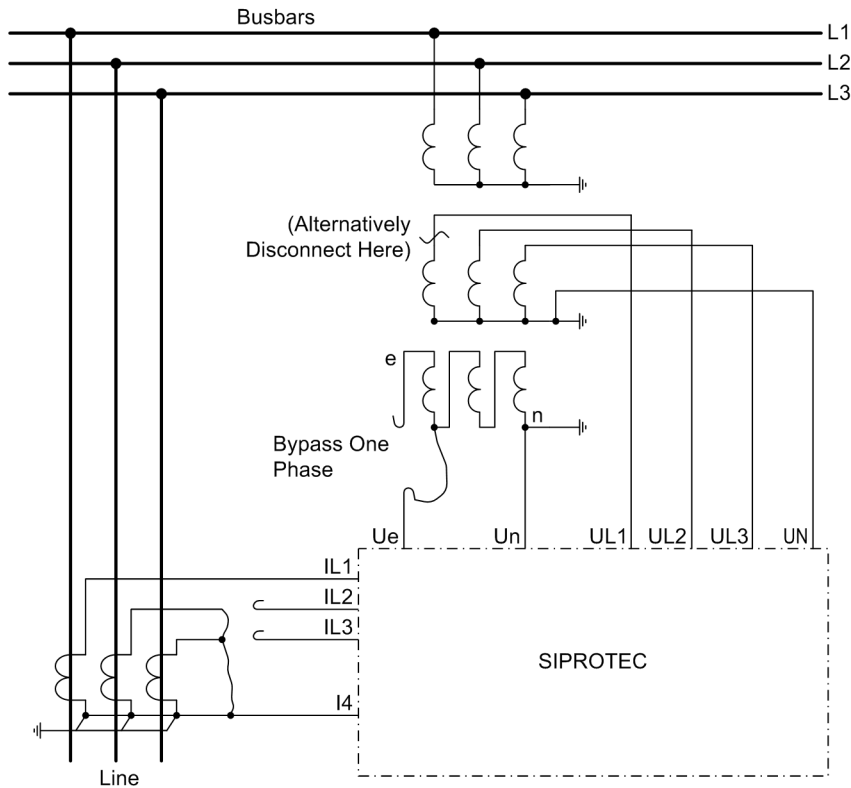 Busbars
L1
L2
L3
(Alternatively
Disconnect Here)
e
n
Bypass One
Phase
Ue
Un
UL1
UL2
UL3
UN
IL1
IL2
IL3
SIPROTEC
I4
Line